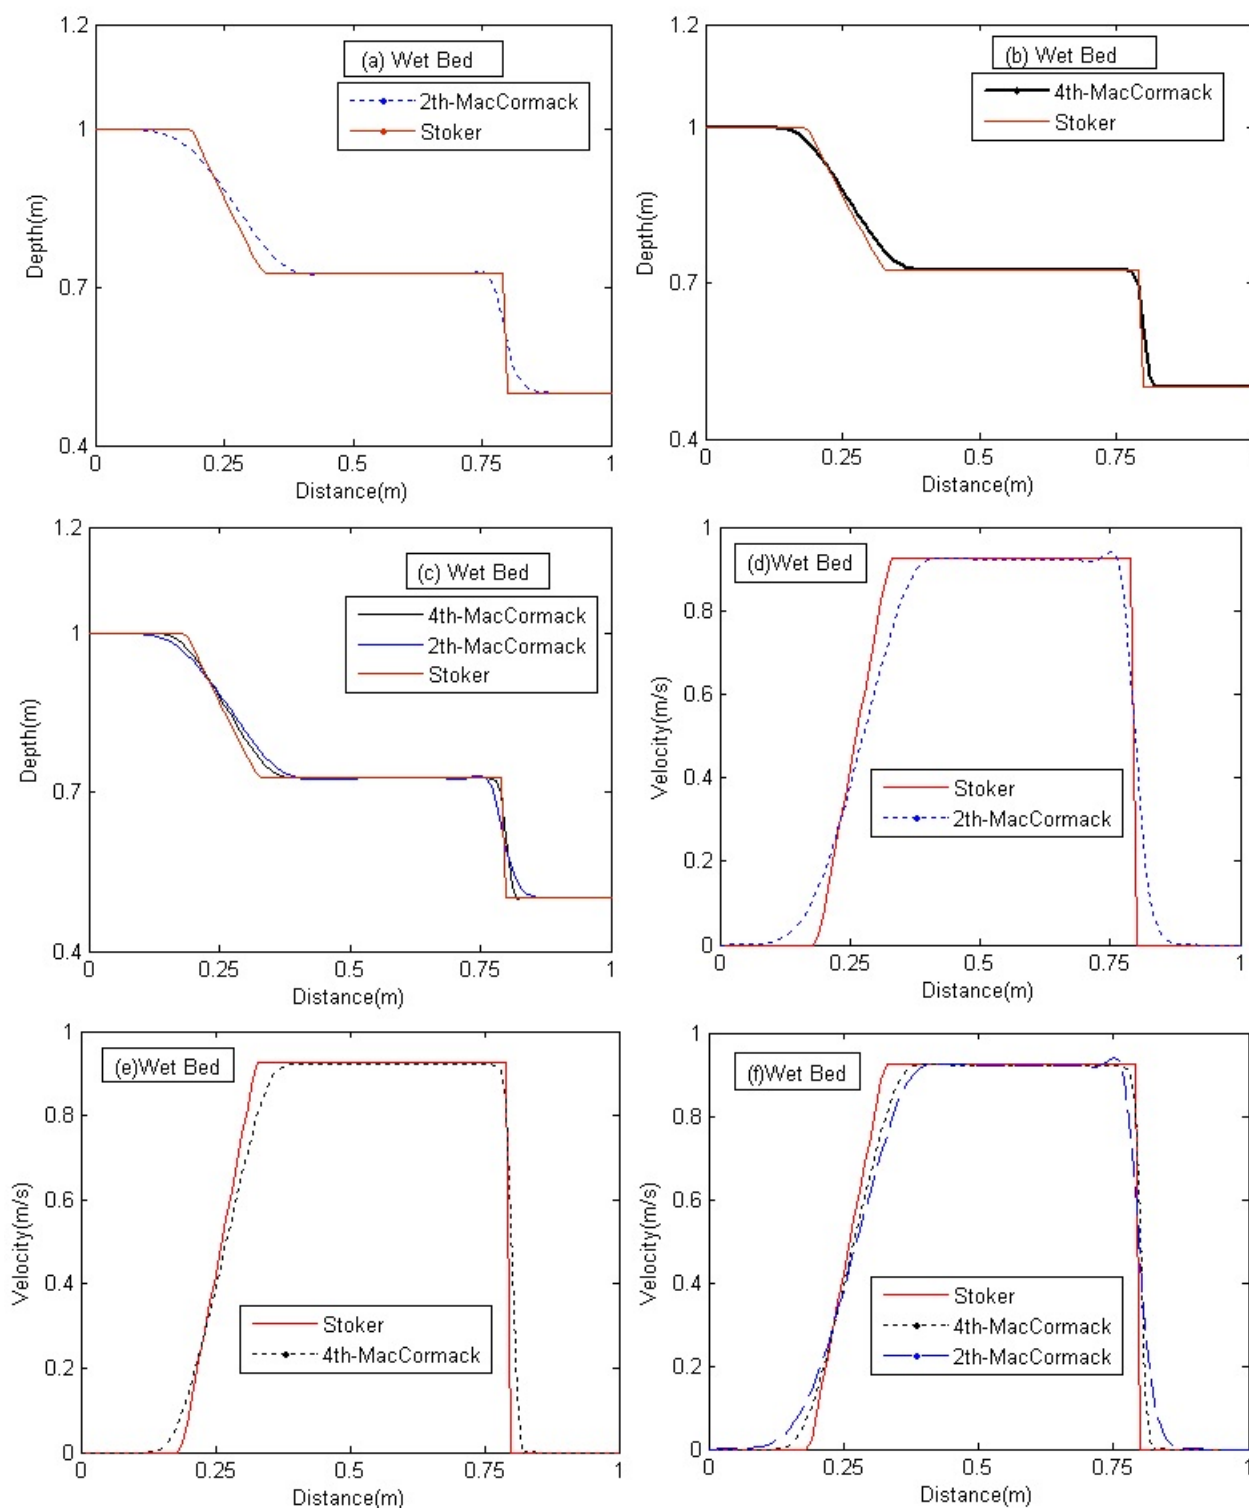 1.2
(a) Wet Bed
2th-MacCormack
Stoker
1
Depth(m)
0.7
0.4
0 0.25 0.5 0.75 1
Distance(m)
1.2
(b) Wet Bed
4th-MacCormack
Stoker
1
Depth(m)
0.7
0.4
0 0.25 0.5 0.75
Distance(m)
1.2
(c) Wet Bed
4th-MacCormack
2th-MacCormack
Stoker
1
Depth(m)
0.7
0.4
0 0.25 0.5 0.75 1
Distance(m)
1
(d)Wet Bed
0.8
0.6
Velocity(m/s)
0.4
Stoker
2th-MacCormack
0.2
0
0 0.25 0.5 0.75 1
Distance(m)
1
(e)Wet Bed
0.8
0.6
Velocity(m/s)
0.4
Stoker
4th-MacCormack
0.2
0
0 0.25 0.5 0.75 1
Distance(m)
1
(f)Wet Bed
0.8
0.6
Velocity(m/s)
0.4
Stoker
4th-MacCormack
2th-MacCormack
0.2
0
0 0.25 0.5 0.75 1
Distance(m)